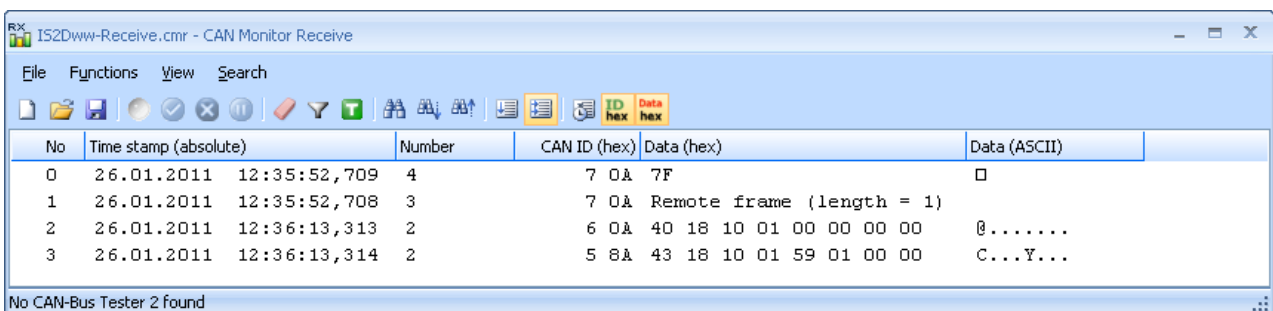 RX IS2Dww-Receive.cmr - CAN Monitor Receive
File Functions View Search
T ID hex Data hex
No Time stamp (absolute) Number CAN ID (hex) Data (hex) Data (ASCII)
0 26.01.2011 12:35:52,709 4 7 0A 7F □
1 26.01.2011 12:35:52,708 3 7 0A Remote frame (length = 1)
2 26.01.2011 12:36:13,313 2 6 0A 40 18 10 01 00 00 00 00 @.......
3 26.01.2011 12:36:13,314 2 5 8A 43 18 10 01 59 01 00 00 C...Y...
No CAN-Bus Tester 2 found